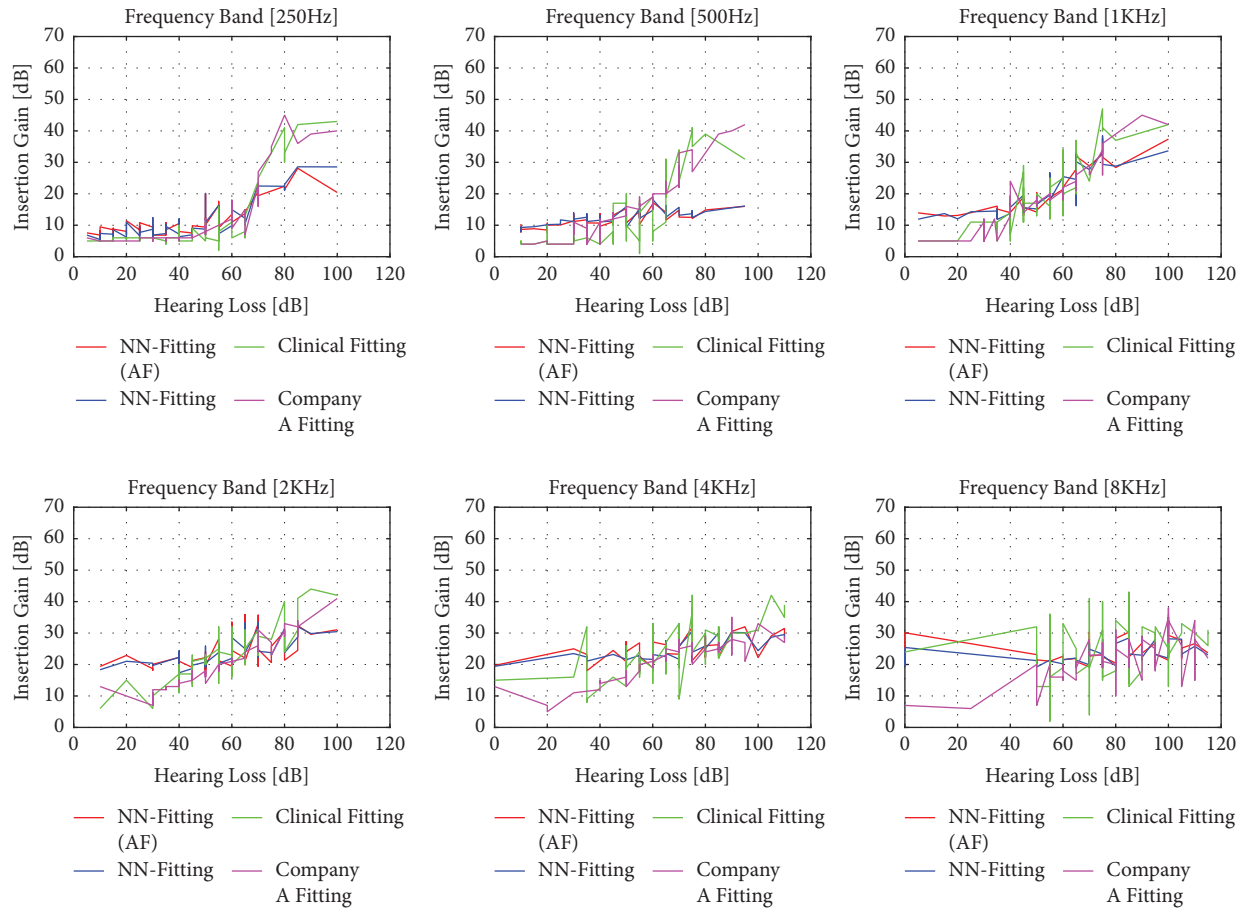 Frequency Band [250Hz]
70
60
50
40
30
20
10
0
Insertion Gain [dB]
0 20 40 60 80 100 120
Hearing Loss [dB]
NN-Fitting (AF)
Clinical Fitting
NN-Fitting
Company A Fitting
Frequency Band [500Hz]
70
60
50
40
30
20
10
0
Insertion Gain [dB]
0 20 40 60 80 100 120
Hearing Loss [dB]
NN-Fitting (AF)
Clinical Fitting
NN-Fitting
Company A Fitting
Frequency Band [1KHz]
70
60
50
40
30
20
10
0
Insertion Gain [dB]
0 20 40 60 80 100 120
Hearing Loss [dB]
NN-Fitting (AF)
Clinical Fitting
NN-Fitting
Company A Fitting
Frequency Band [2KHz]
70
60
50
40
30
20
10
0
Insertion Gain [dB]
0 20 40 60 80 100 120
Hearing Loss [dB]
NN-Fitting (AF)
Clinical Fitting
NN-Fitting
Company A Fitting
Frequency Band [4KHz]
70
60
50
40
30
20
10
0
Insertion Gain [dB]
0 20 40 60 80 100 120
Hearing Loss [dB]
NN-Fitting (AF)
Clinical Fitting
NN-Fitting
Company A Fitting
Frequency Band [8KHz]
70
60
50
40
30
20
10
0
Insertion Gain [dB]
0 20 40 60 80 100 120
Hearing Loss [dB]
NN-Fitting (AF)
Clinical Fitting
NN-Fitting
Company A Fitting